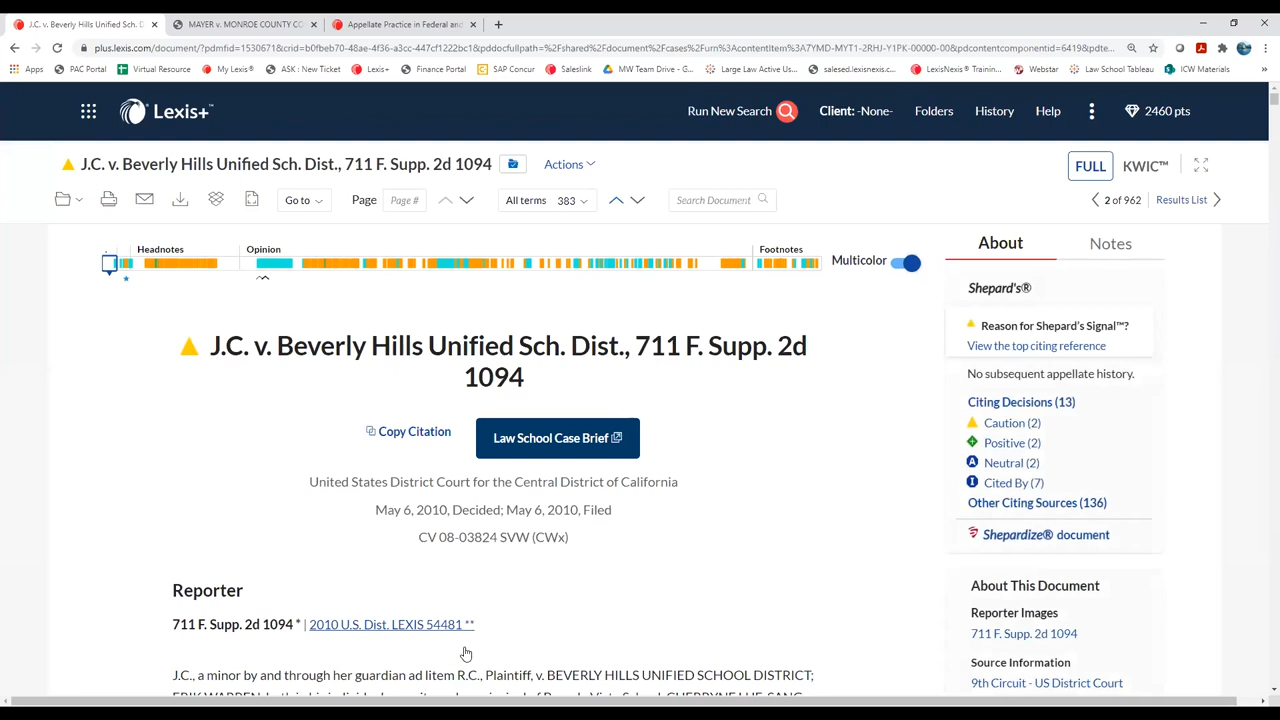 J.C. v. Beverly Hills Unified Sch. D
MAYER v. MONROE COUNTY CC
Appellate Practice in Federal and
plus.lexis.com/document/?pdmfid=1530671&crid=b0fbeb70-48ae-4f36-a3cc-447cf1222bc1&pddocfullpath=%2Fshared%2Fdocument%2Fcases%2Furn%3AcontentItem%3A7YMD-MYT1-2RHJ-Y1PK-00000-00&pdcontentcomponentid=6419&pdte...
Apps PAC Portal Virtual Resource My Lexis® ASK : New Ticket Lexis+ Finance Portal SAP Concur Saleslink MW Team Drive - G... Large Law Active Us... salesed.lexisnexis.c... LexisNexis® Trainin... Webstar Law School Tableau ICW Materials »
Lexis+™ Run New Search Client: -None- Folders History Help 2460 pts
J.C. v. Beverly Hills Unified Sch. Dist., 711 F. Supp. 2d 1094 Actions FULL KWIC™
Go to Page Page # All terms 383 Search Document 2 of 962 Results List
Headnotes Opinion Footnotes
Multicolor
About Notes
Shepard's®
Reason for Shepard's Signal™?
View the top citing reference
No subsequent appellate history.
Citing Decisions (13)
Caution (2)
Positive (2)
A Neutral (2)
I Cited By (7)
Other Citing Sources (136)
Shepardize® document
About This Document
Reporter Images
711 F. Supp. 2d 1094
Source Information
9th Circuit - US District Court
J.C. v. Beverly Hills Unified Sch. Dist., 711 F. Supp. 2d
1094
Copy Citation Law School Case Brief
United States District Court for the Central District of California
May 6, 2010, Decided; May 6, 2010, Filed
CV 08-03824 SVW (CWx)
Reporter
711 F. Supp. 2d 1094 * | 2010 U.S. Dist. LEXIS 54481 **
J.C., a minor by and through her guardian ad litem R.C., Plaintiff, v. BEVERLY HILLS UNIFIED SCHOOL DISTRICT;